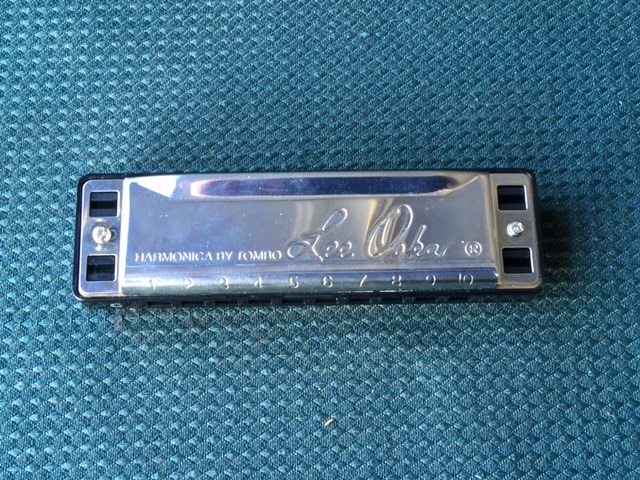 HARMONICA BY TOMBO Lee Oskar ®
1 2 3 4 5 6 7 8 9 10